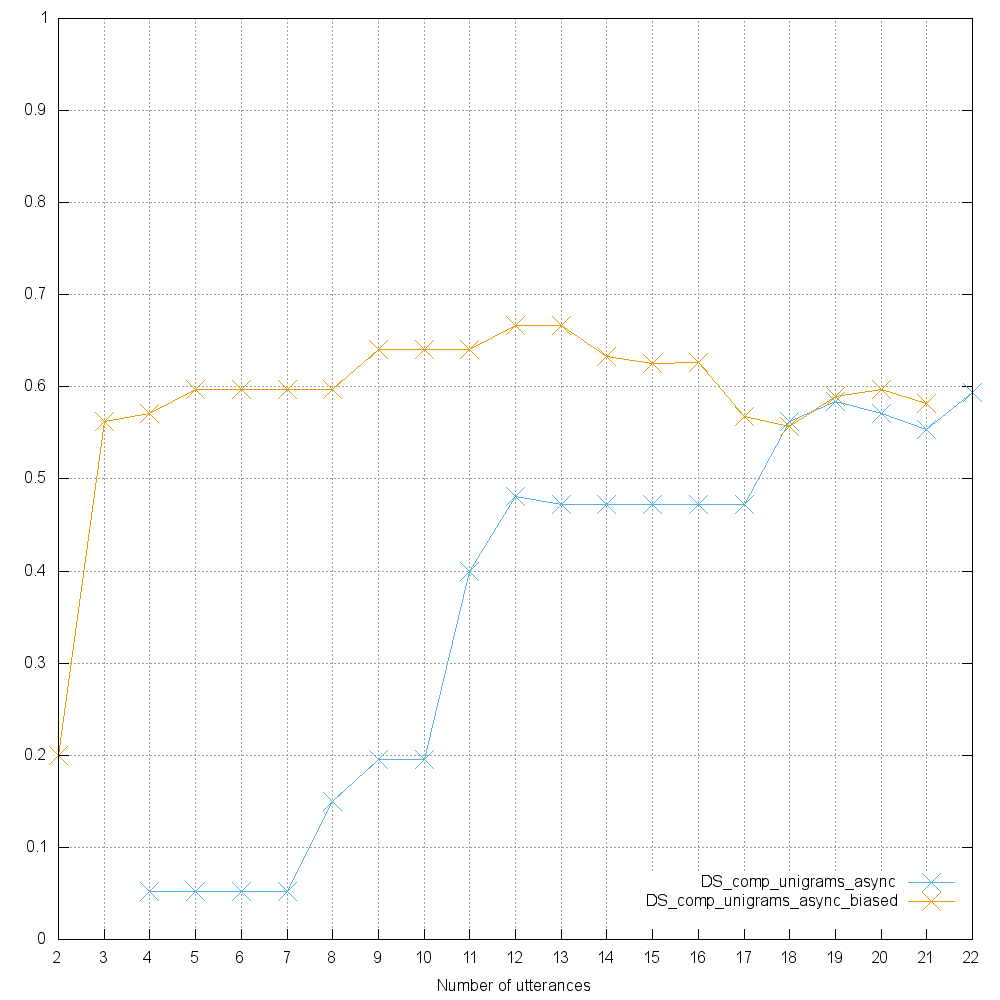 1
0.9
0.8
0.7
0.6
0.5
0.4
0.3
0.2
0.1
0
DS_comp_unigrams_async
DS_comp_unigrams_async_biased
2 3 4 5 6 7 8 9 10 11 12 13 14 15 16 17 18 19 20 21 22
Number of utterances